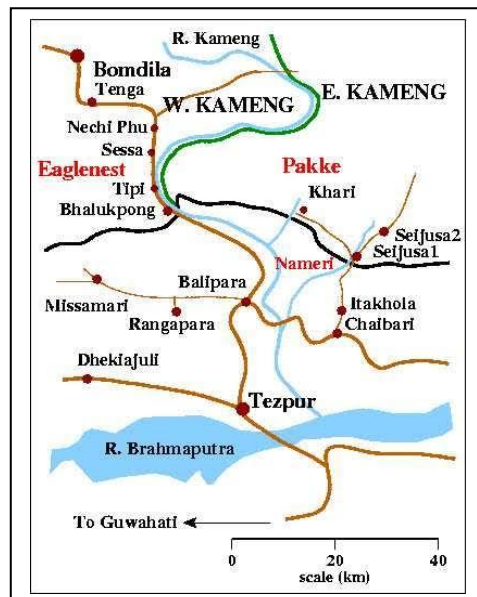 R. Kameng
Bomdila
Tenga
W. KAMENG
E. KAMENG
Nechi Phu
Sessa
Eaglenest
Pakke
Tipi
Khari
Bhalukpong
Seijusa2
Nameri
Seijusa1
Balipara
Missamari
Rangapara
Itakhola
Chaibari
Dhekiajuli
Tezpur
R. Brahmaputra
To Guwahati
0 20 40
scale (km)